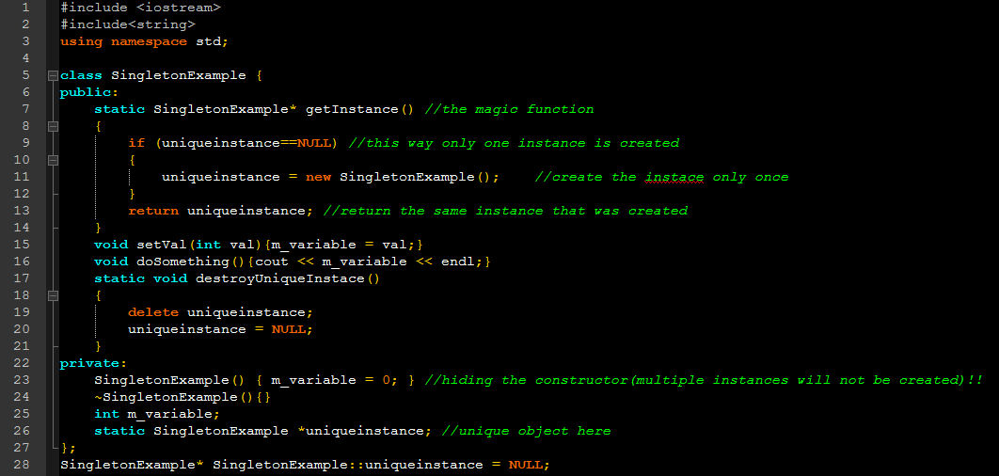 1 #include <iostream>
2 #include<string>
3 using namespace std;
4
5 class SingletonExample {
6 public:
7     static SingletonExample* getInstance() //the magic function
8     {
9         if (uniqueinstance==NULL) //this way only one instance is created
10         {
11             uniqueinstance = new SingletonExample();    //create the instace only once
12         }
13         return uniqueinstance; //return the same instance that was created
14     }
15     void setVal(int val){m_variable = val;}
16     void doSomething(){cout << m_variable << endl;}
17     static void destroyUniqueInstace()
18     {
19         delete uniqueinstance;
20         uniqueinstance = NULL;
21     }
22 private:
23     SingletonExample() { m_variable = 0; } //hiding the constructor(multiple instances will not be created)!!
24     ~SingletonExample(){}
25     int m_variable;
26     static SingletonExample *uniqueinstance; //unique object here
27 };
28 SingletonExample* SingletonExample::uniqueinstance = NULL;